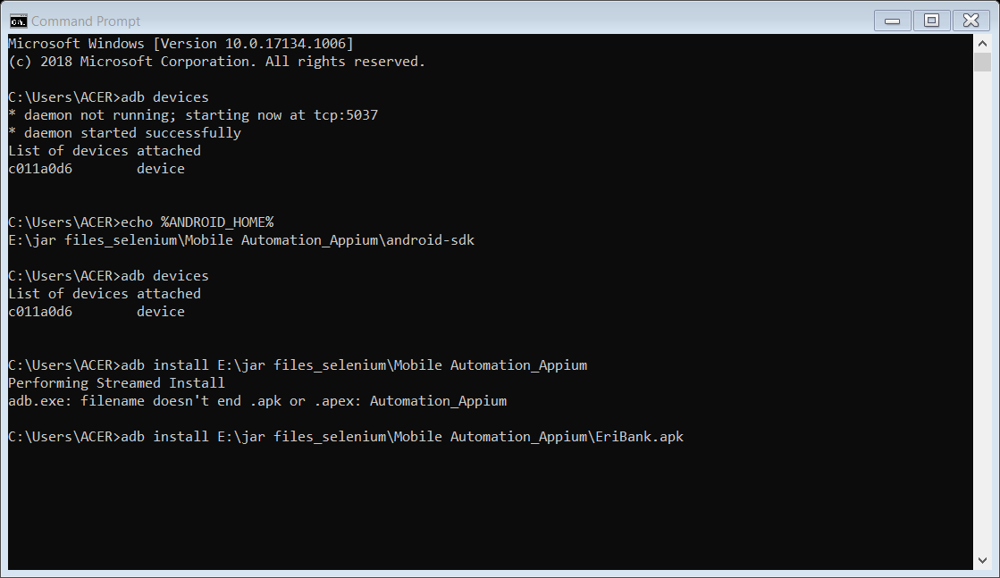 Command Prompt
Microsoft Windows [Version 10.0.17134.1006]
(c) 2018 Microsoft Corporation. All rights reserved.
C:\Users\ACER>adb devices
* daemon not running; starting now at tcp:5037
* daemon started successfully
List of devices attached
c011a0d6        device
C:\Users\ACER>echo %ANDROID_HOME%
E:\jar files_selenium\Mobile Automation_Appium\android-sdk
C:\Users\ACER>adb devices
List of devices attached
c011a0d6        device
C:\Users\ACER>adb install E:\jar files_selenium\Mobile Automation_Appium
Performing Streamed Install
adb.exe: filename doesn't end .apk or .apex: Automation_Appium
C:\Users\ACER>adb install E:\jar files_selenium\Mobile Automation_Appium\EriBank.apk